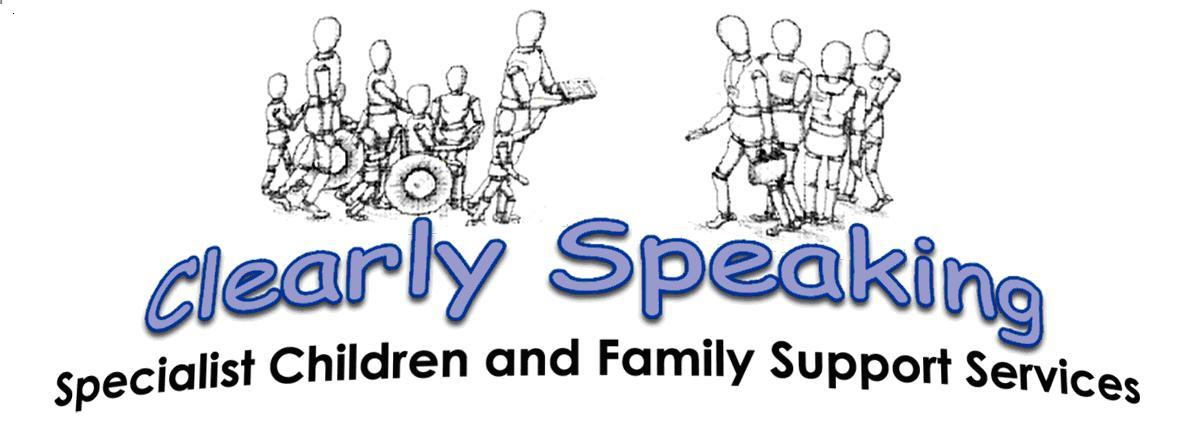 Clearly Speaking
Specialist Children and Family Support Services